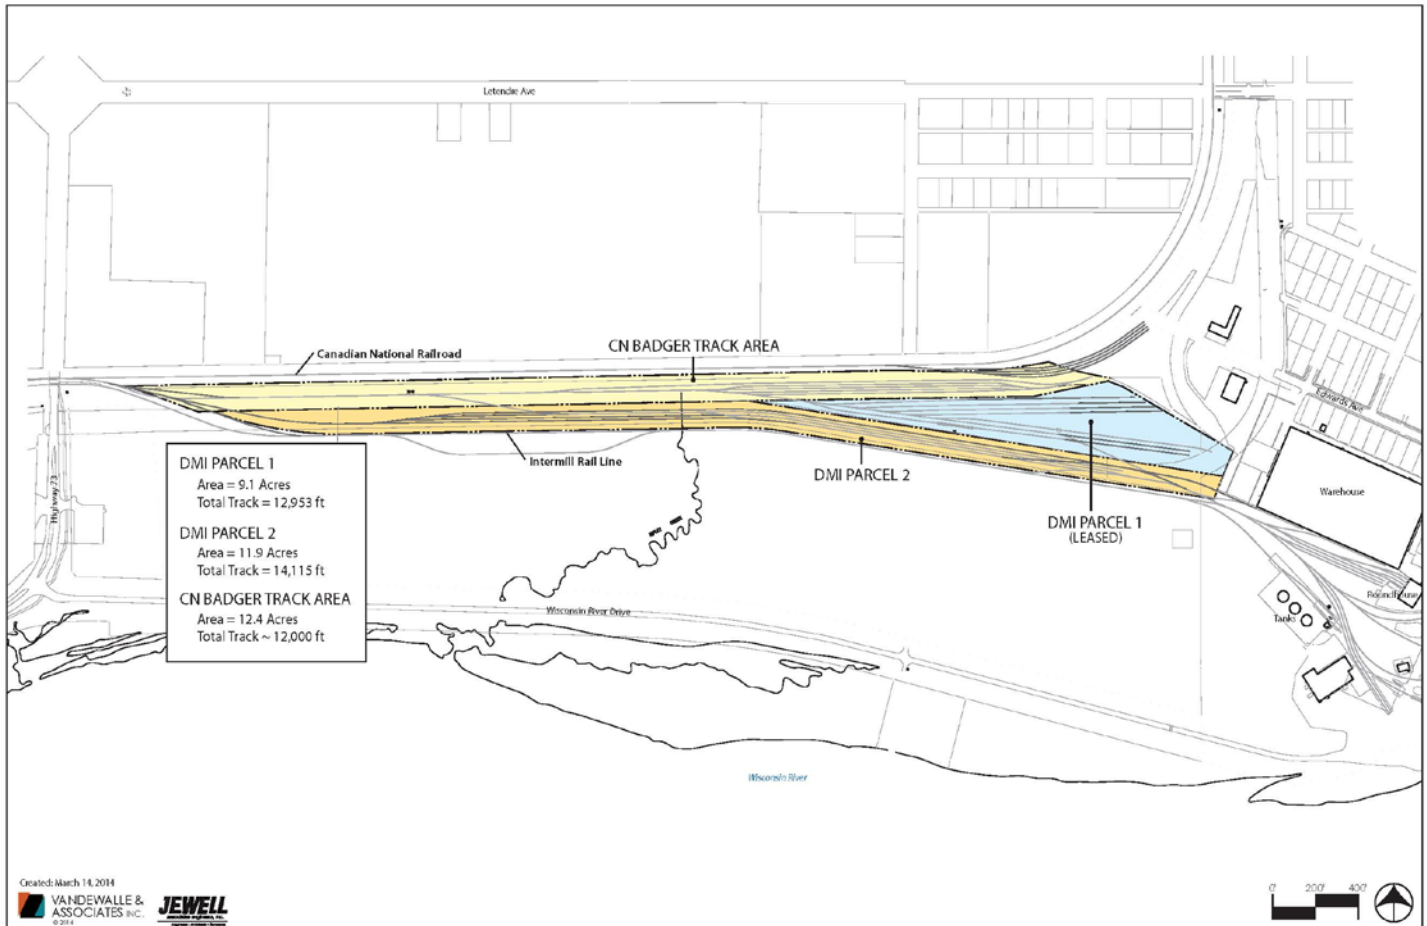 Letendre Ave
CN BADGER TRACK AREA
Canadian National Railroad
Edwards Ave
Intermill Rail Line
DMI PARCEL 2
Warehouse
DMI PARCEL 1
(LEASED)
Highway 73
DMI PARCEL 1
Area = 9.1 Acres
Total Track = 12,953 ft
DMI PARCEL 2
Area = 11.9 Acres
Total Track = 14,115 ft
CN BADGER TRACK AREA
Area = 12.4 Acres
Total Track ~ 12,000 ft
Roundhouse
Wisconsin River Drive
Tanks
Wisconsin River
Created: March 14, 2014
VANDEWALLE &
ASSOCIATES INC.
© 2014
JEWELL
0' 200' 400'